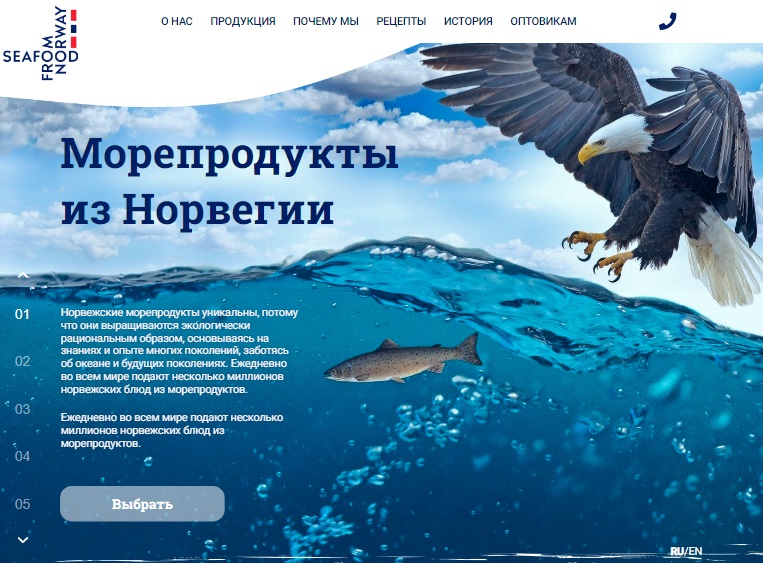 О НАС
ПРОДУКЦИЯ
ПОЧЕМУ МЫ
РЕЦЕПТЫ
ИСТОРИЯ
ОПТОВИКАМ
SEAFOOD
FROM
NORWAY
Морепродукты
из Норвегии
01
Норвежские морепродукты уникальны, потому
что они выращиваются экологически
рациональным образом, основываясь на
знаниях и опыте многих поколений, заботясь
об океане и будущих поколениях. Ежедневно
во всем мире подают несколько миллионов
норвежских блюд из морепродуктов.
02
03
Ежедневно во всем мире подают несколько
миллионов норвежских блюд из
морепродуктов.
04
05
Выбрать
RU/EN